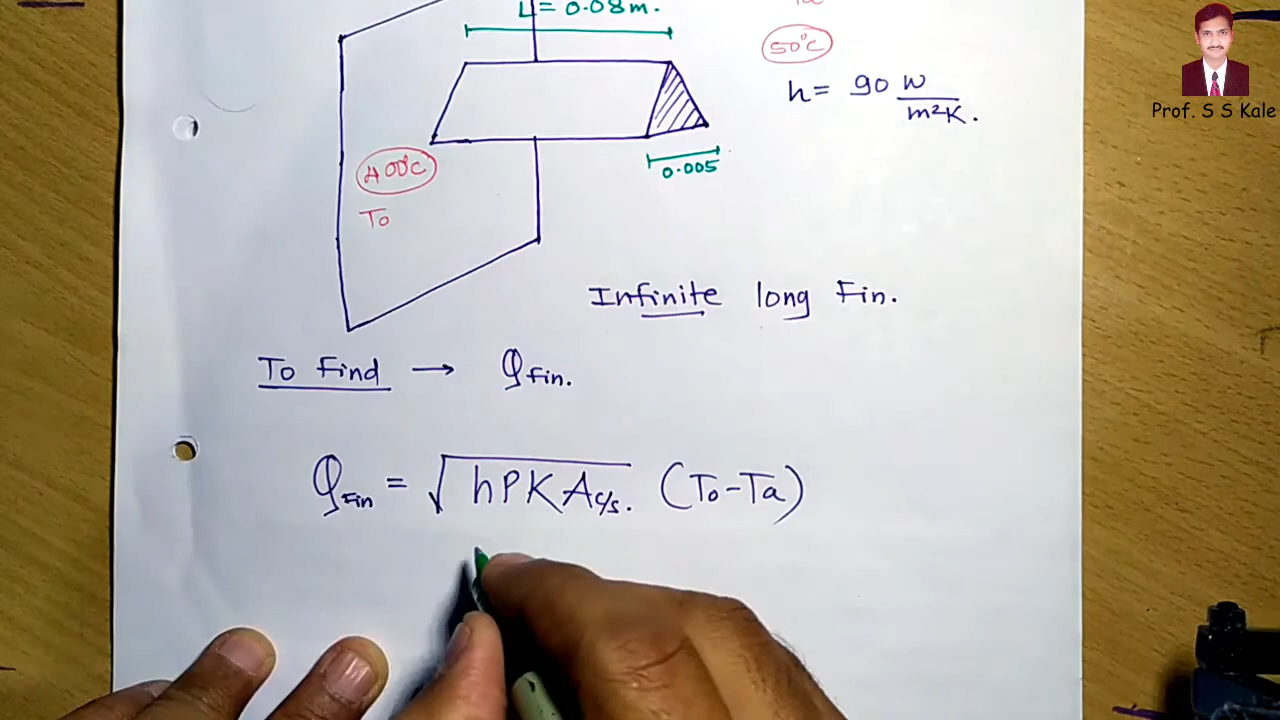 L = 0.08m.
50°C
h = 90 W/m²K.
Prof. S S Kale
400°C
0.005
To
Infinite long Fin.
To Find → Qfin.
QFin = √hPKAc/s. (To-Ta)